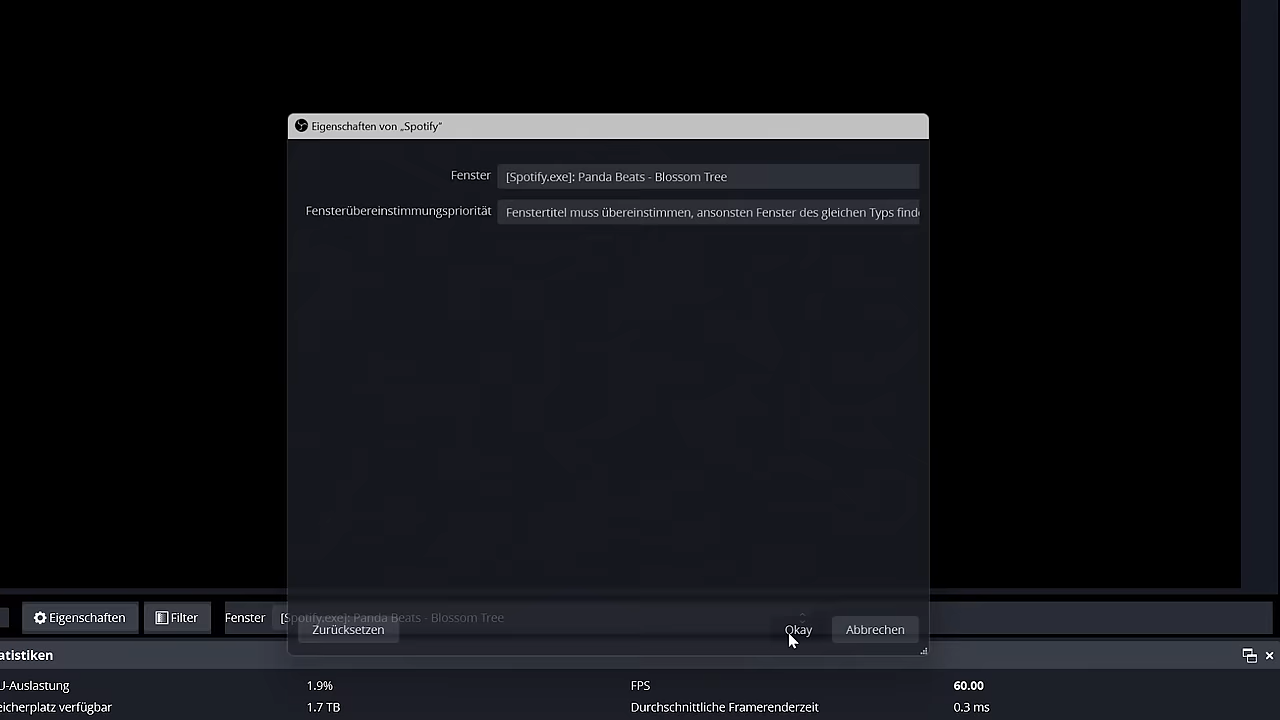 Eigenschaften von „Spotify“
Fenster [Spotify.exe]: Panda Beats - Blossom Tree
Fensterübereinstimmungspriorität Fenstertitel muss übereinstimmen, ansonsten Fenster des gleichen Typs finde
Eigenschaften Filter Fenster [Spotify.exe]: Panda Beats - Blossom Tree
Zurücksetzen Okay Abbrechen
atistiken
U-Auslastung 1.9% FPS 60.00
eicherplatz verfügbar 1.7 TB Durchschnittliche Framerenderzeit 0.3 ms